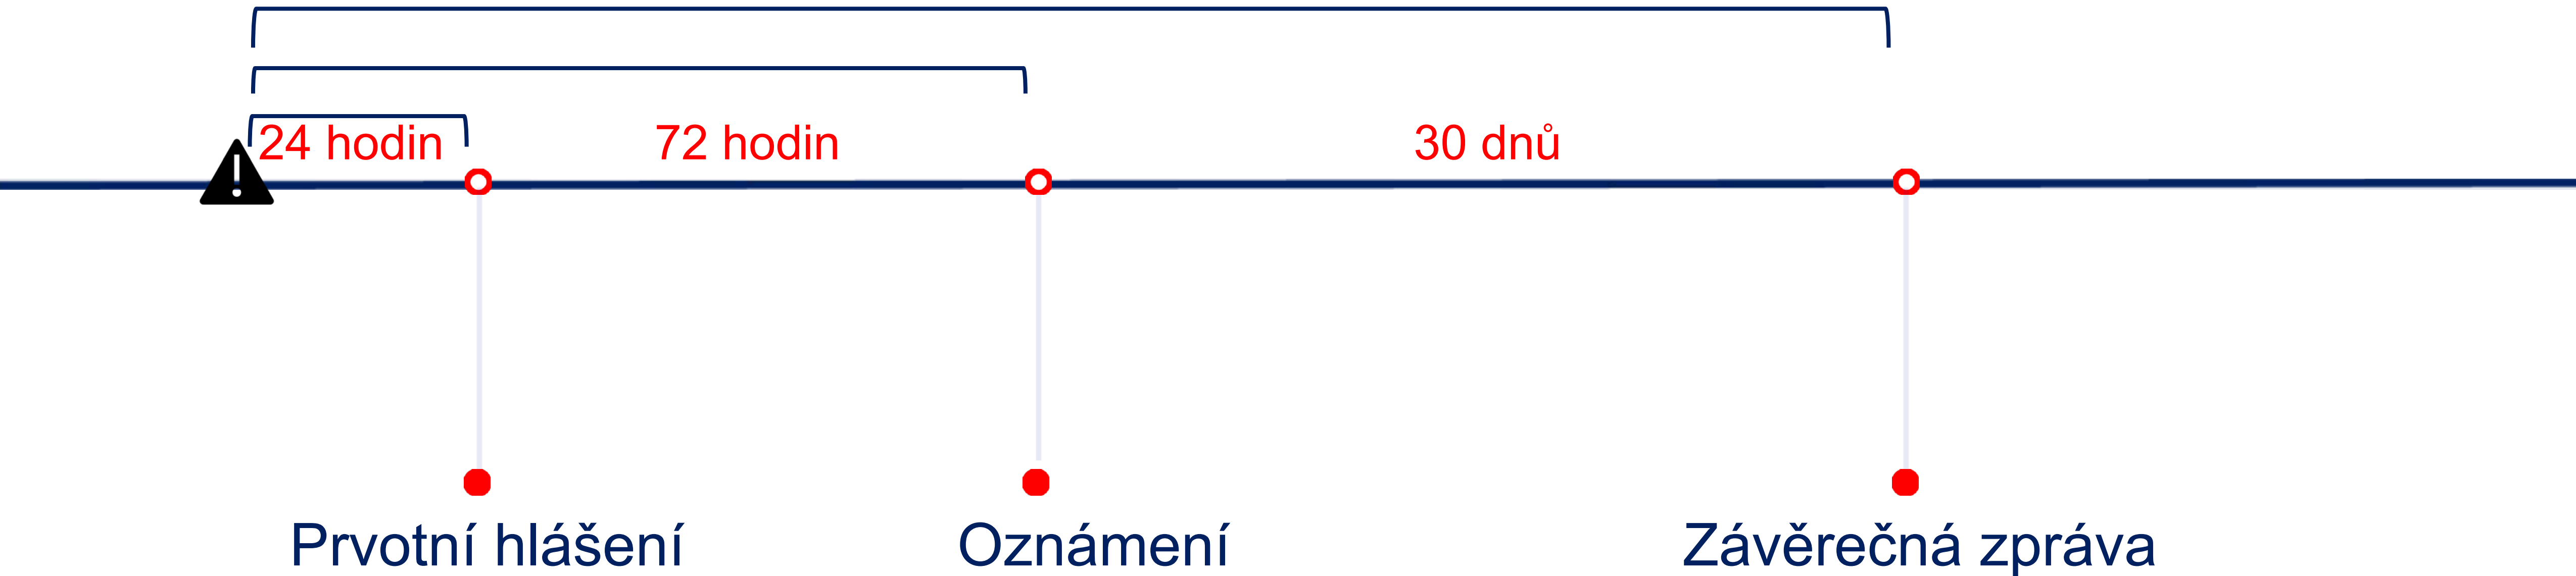 24 hodin
72 hodin
30 dnů
Prvotní hlášení
Oznámení
Závěrečná zpráva